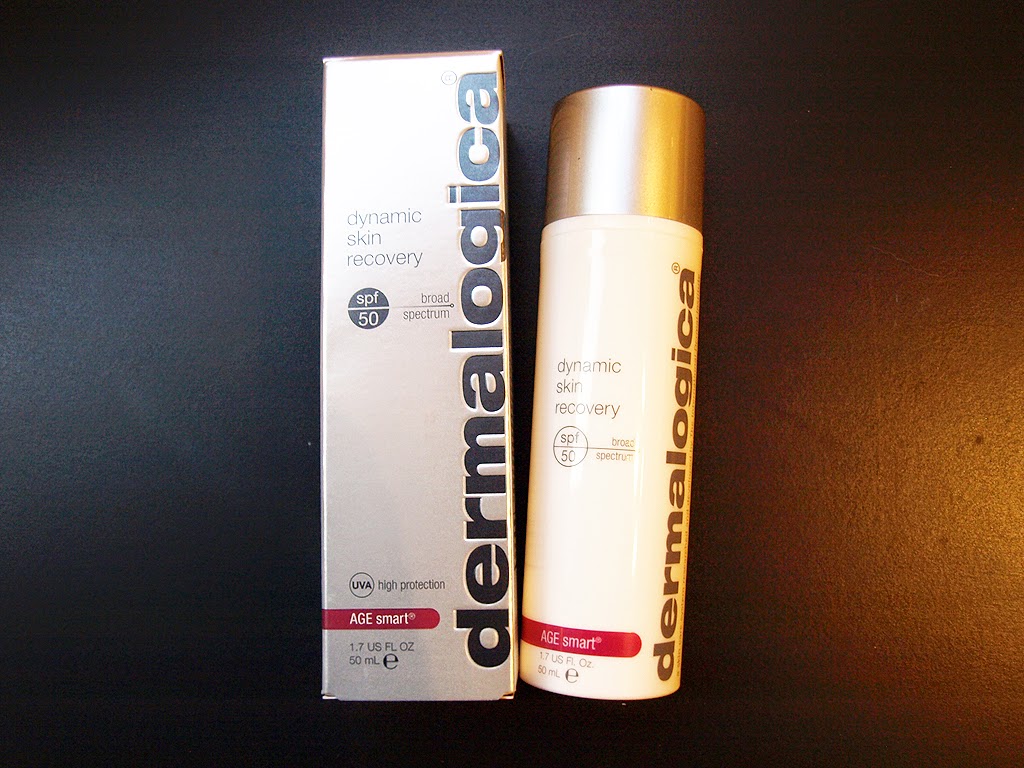 dermalogica®
dynamic
skin
recovery
spf
50
broad
spectrum
UVA high protection
AGE smart®
1.7 US FL OZ
50 mL ℮
dermalogica®
dynamic
skin
recovery
spf
50
broad
spectrum
AGE smart®
1.7 US Fl. Oz.
50 mL ℮